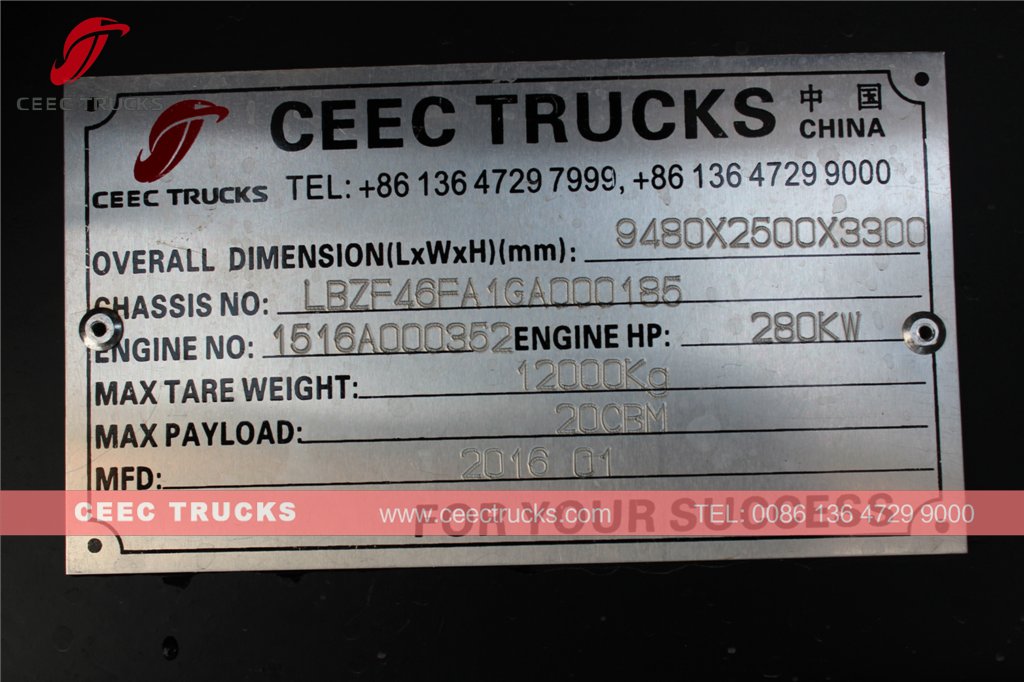 CEEC TRUCKS
CEEC TRUCKS 中国
CHINA
CEEC TRUCKS TEL: +86 136 4729 7999, +86 136 4729 9000
OVERALL DIMENSION(LxWxH)(mm): 9480X2500X3300
CHASSIS NO: LBZF46FA1GA000185
ENGINE NO: 1516A000352 ENGINE HP: 280KW
MAX TARE WEIGHT: 12000Kg
MAX PAYLOAD: 20CBM
MFD: 2016 01
FOR YOUR SUCCESS
CEEC TRUCKS www.ceectrucks.com TEL: 0086 136 4729 9000